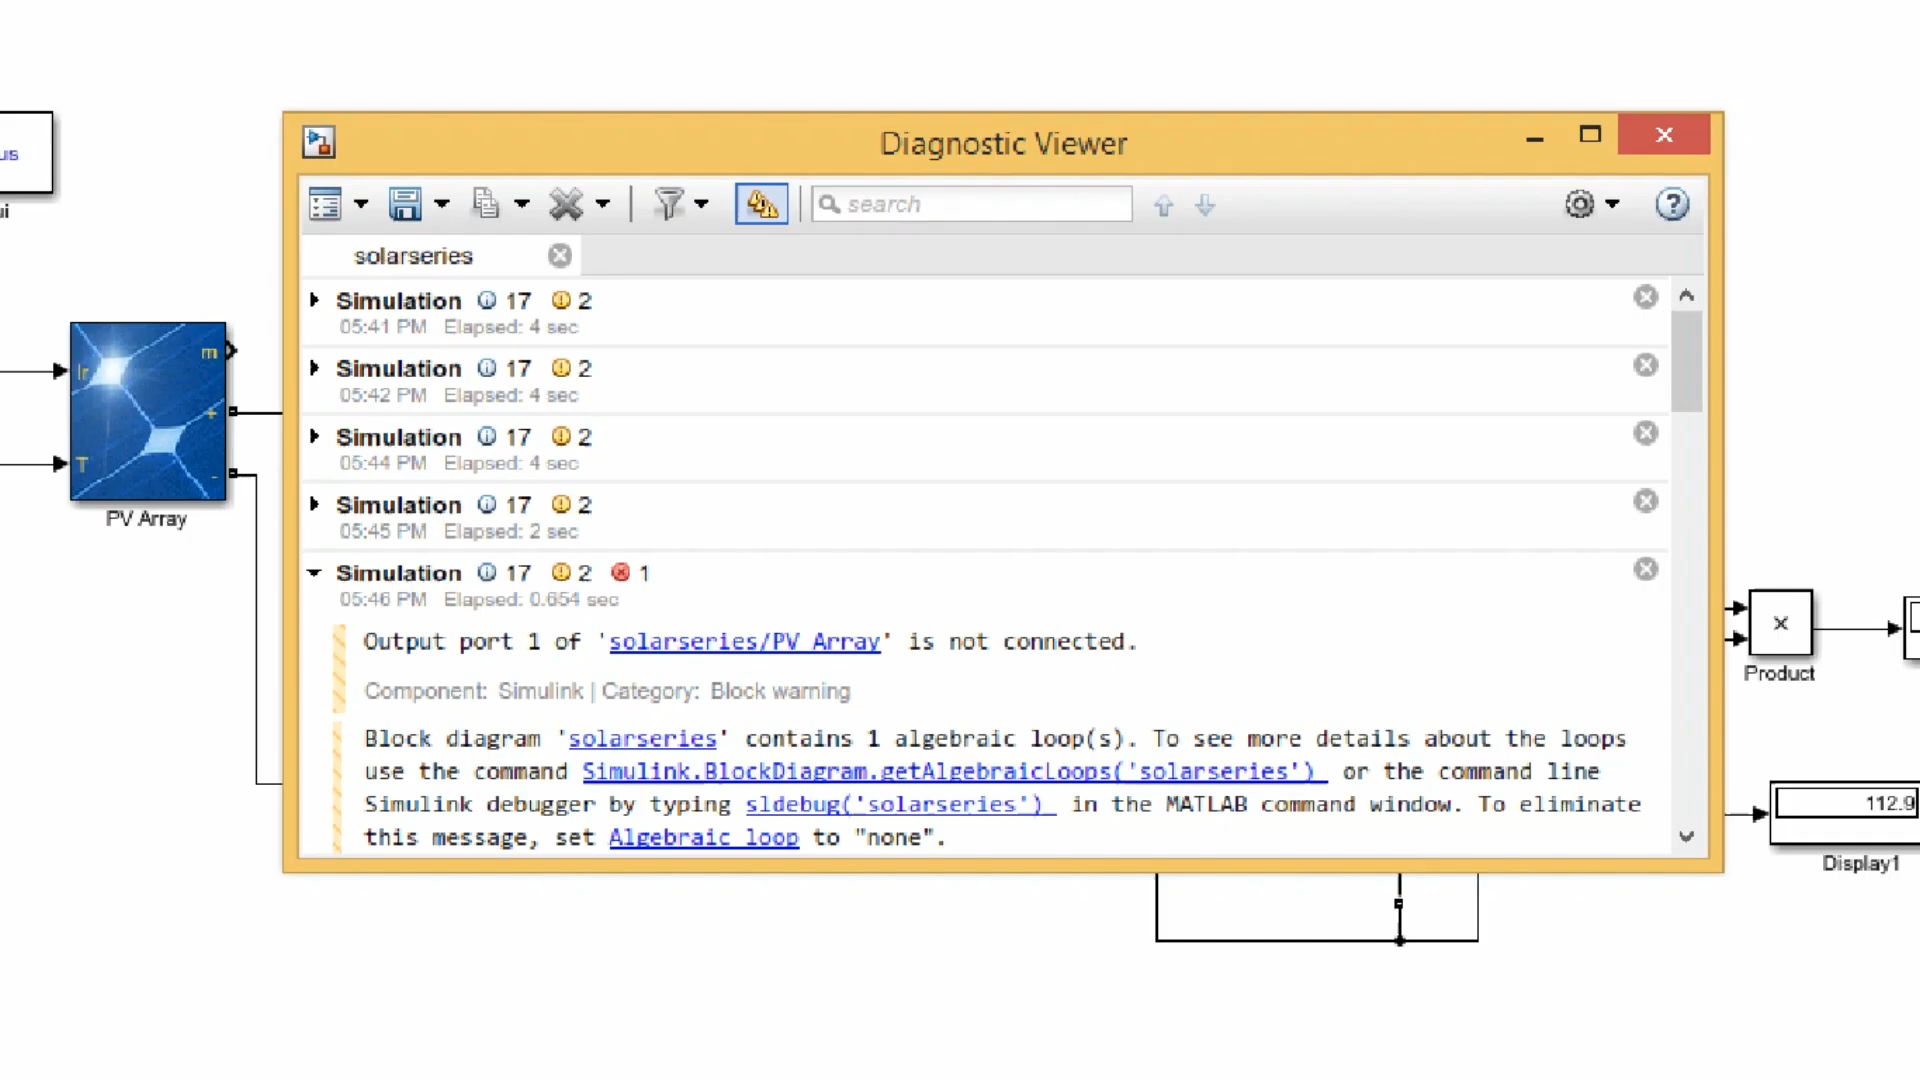 Diagnostic Viewer
search
solarseries
Simulation 17 2
05:41 PM Elapsed: 4 sec
Simulation 17 2
05:42 PM Elapsed: 4 sec
Simulation 17 2
05:44 PM Elapsed: 4 sec
Simulation 17 2
05:45 PM Elapsed: 2 sec
Simulation 17 2 1
05:46 PM Elapsed: 0.654 sec
Output port 1 of 'solarseries/PV Array' is not connected.
Component: Simulink | Category: Block warning
Block diagram 'solarseries' contains 1 algebraic loop(s). To see more details about the loops
use the command Simulink.BlockDiagram.getAlgebraicLoops('solarseries') or the command line
Simulink debugger by typing sldebug('solarseries') in the MATLAB command window. To eliminate
this message, set Algebraic loop to "none".
Ir
m
+
T
-
PV Array
×
Product
112.9
Display1